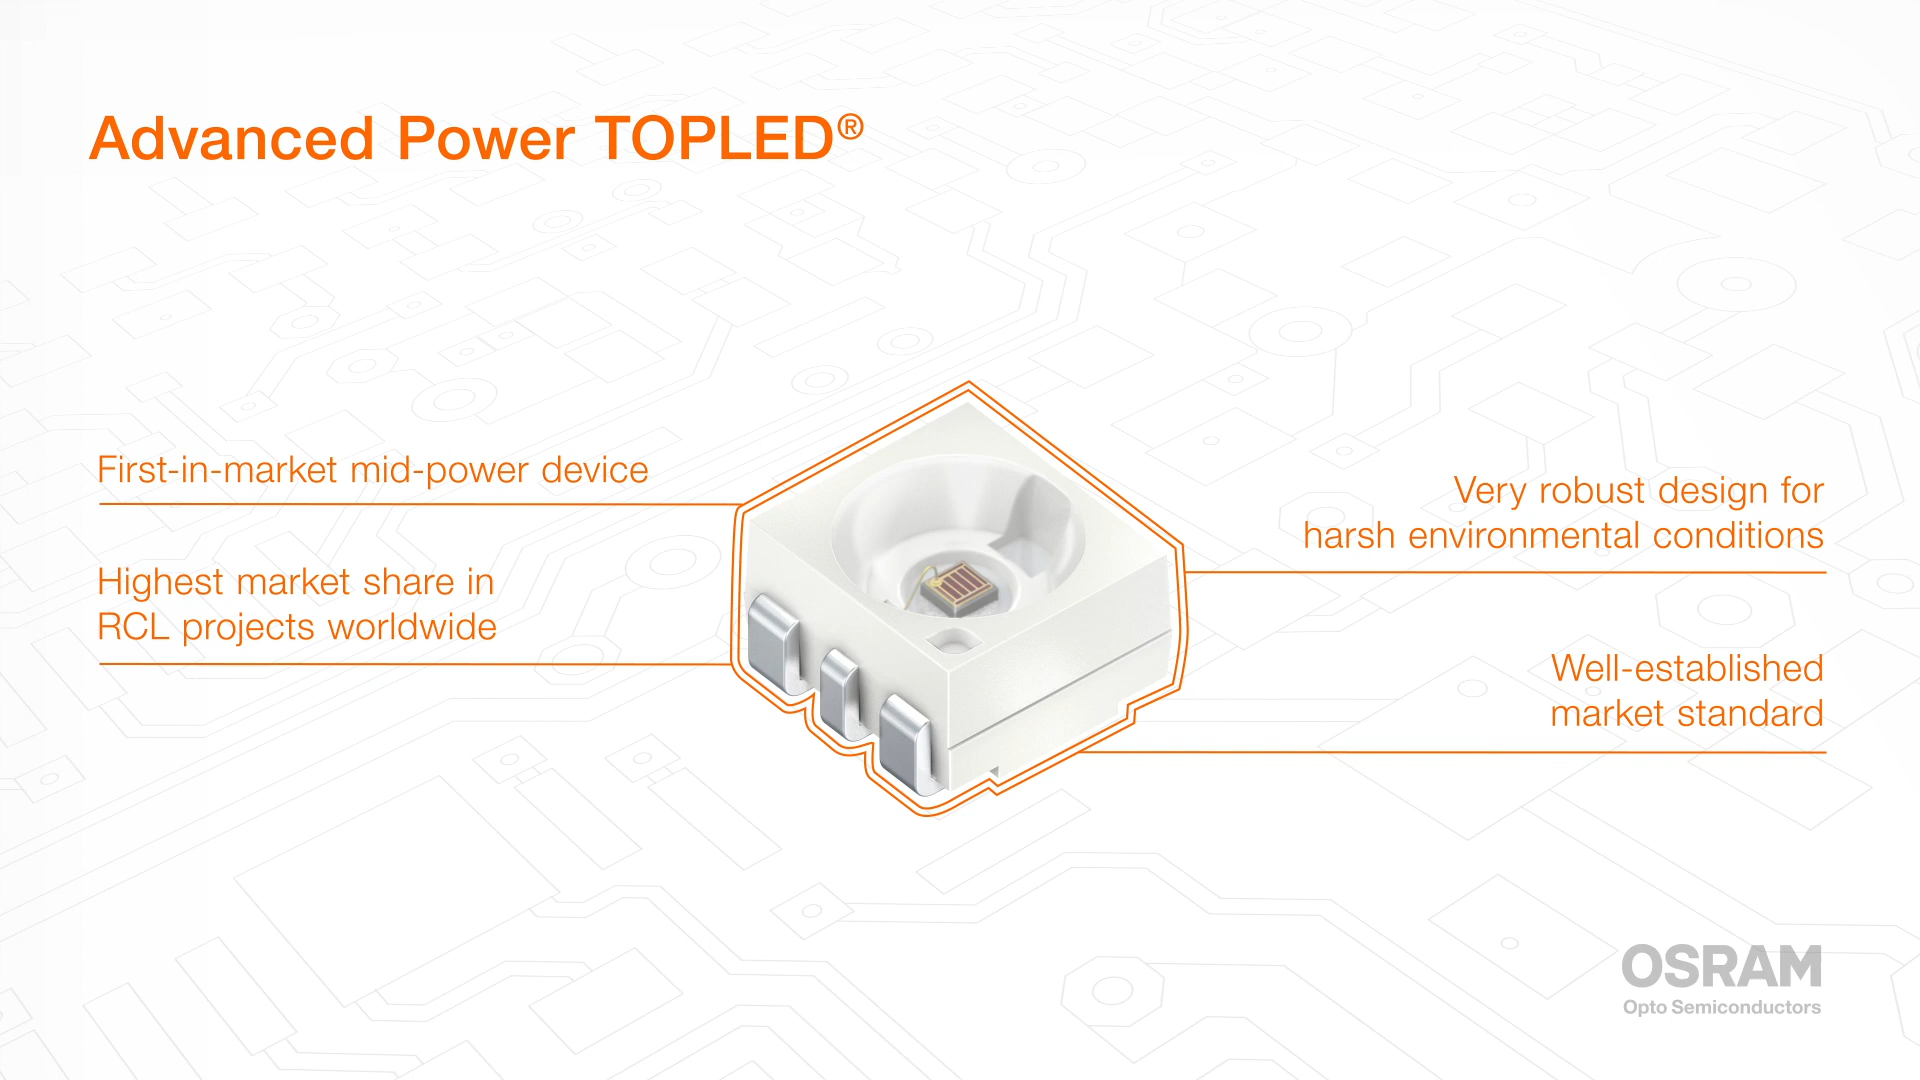 Advanced Power TOPLED®
First-in-market mid-power device
Highest market share in
RCL projects worldwide
Very robust design for
harsh environmental conditions
Well-established
market standard
OSRAM
Opto Semiconductors